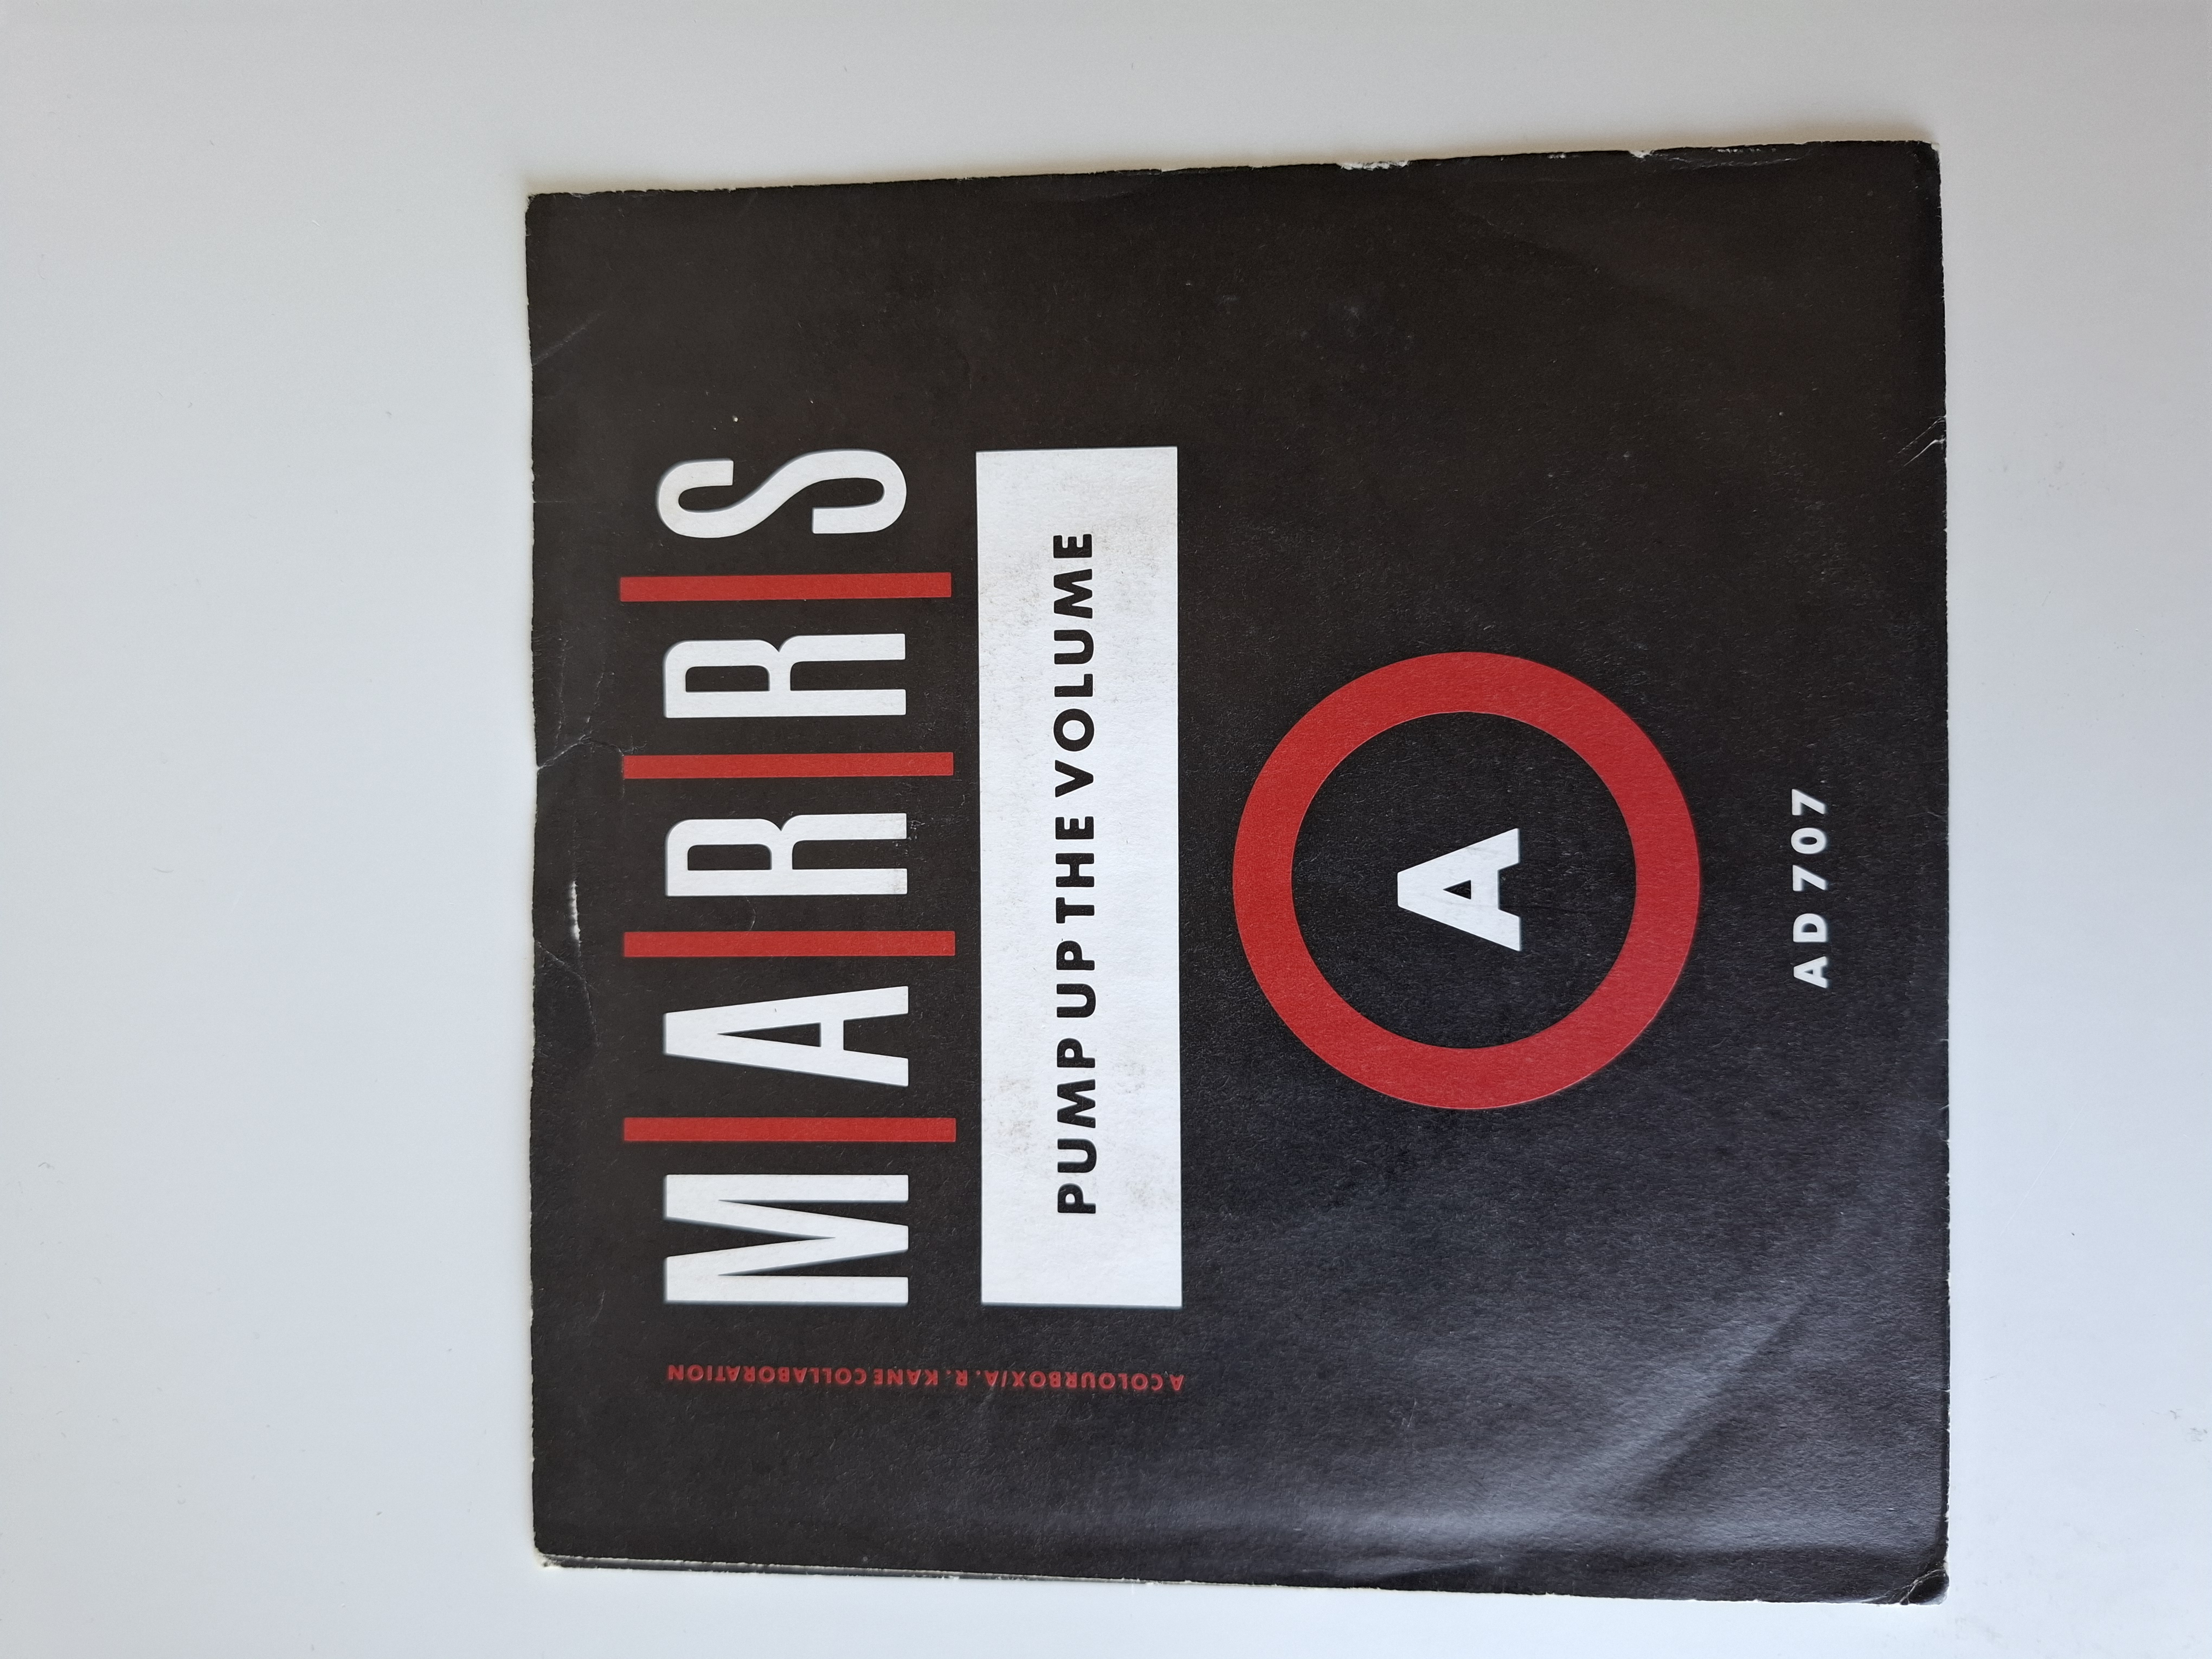 M|A|R|R|S
PUMP UP THE VOLUME
A
AD 707
A COLOURBOX/A. R. KANE COLLABORATION